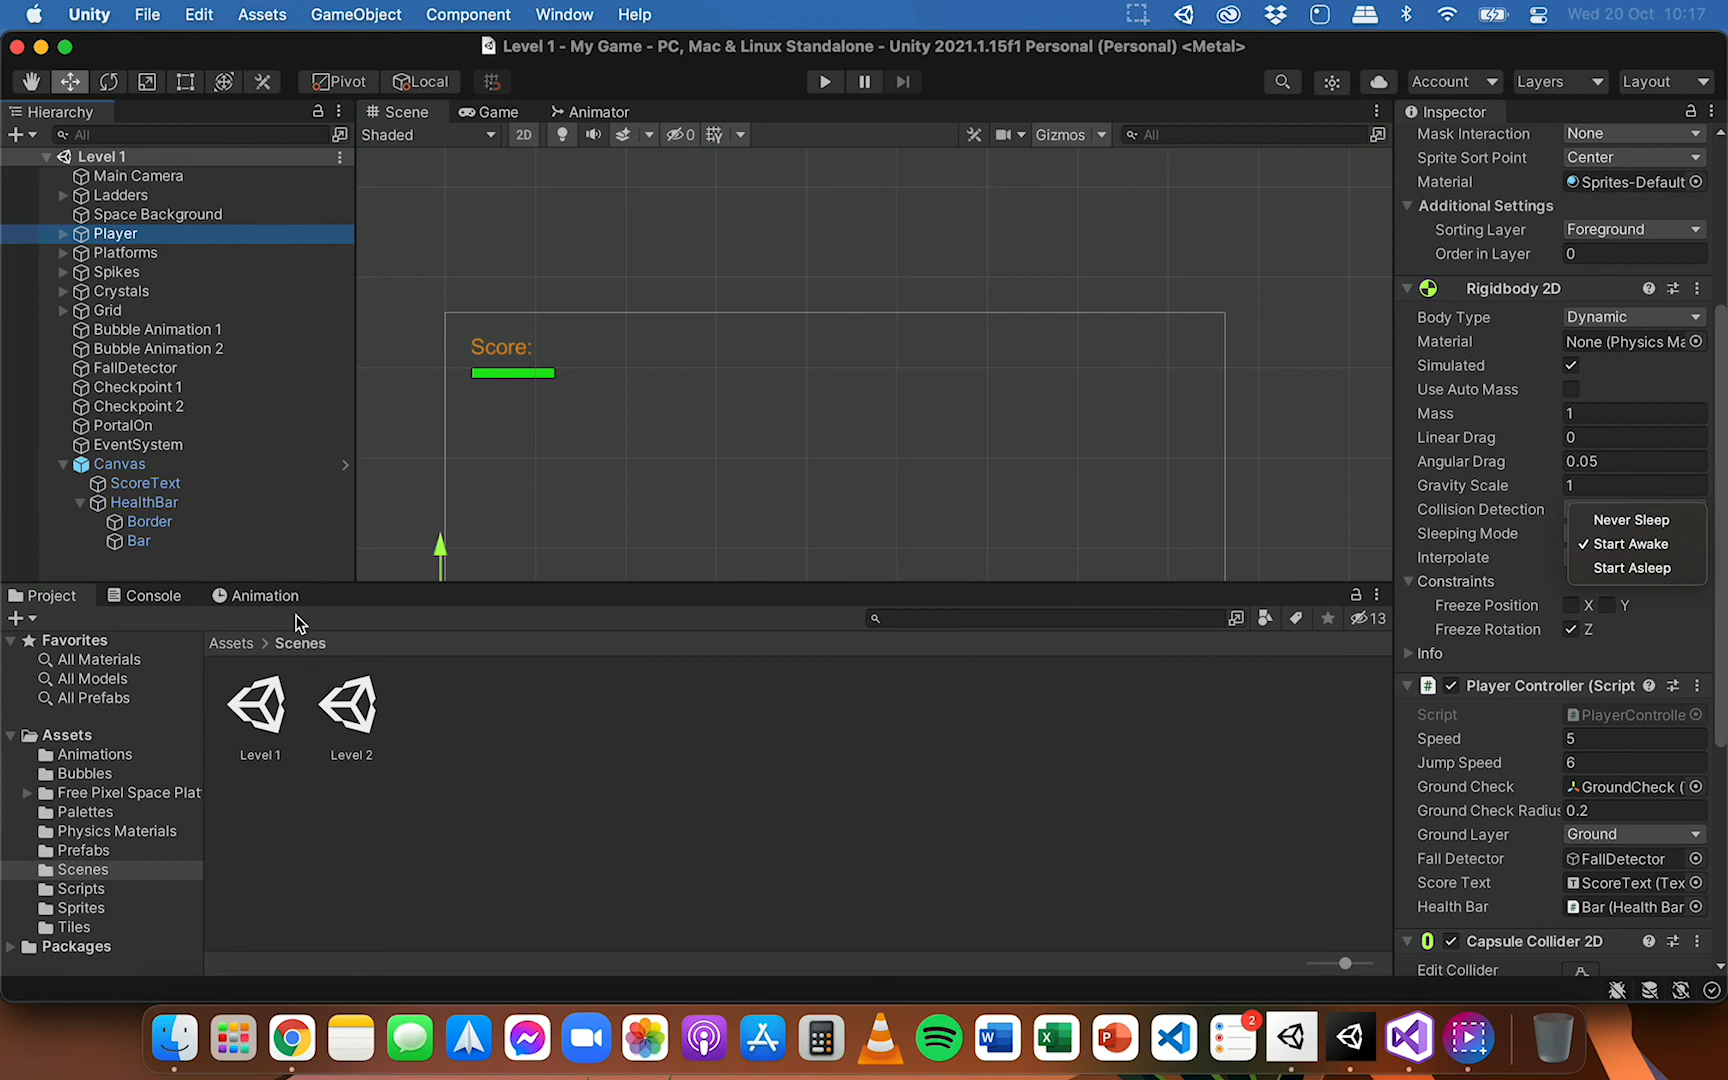 Unity File Edit Assets GameObject Component Window Help Wed 20 Oct 10:17
Level 1 - My Game - PC, Mac & Linux Standalone - Unity 2021.1.15f1 Personal (Personal) <Metal>
Pivot Local Account Layers Layout
Hierarchy
All
Level 1
Main Camera
Ladders
Space Background
Player
Platforms
Spikes
Crystals
Grid
Bubble Animation 1
Bubble Animation 2
FallDetector
Checkpoint 1
Checkpoint 2
PortalOn
EventSystem
Canvas
ScoreText
HealthBar
Border
Bar
Scene Game Animator
Shaded 2D 0 Gizmos All
Score:
Inspector
Mask Interaction None
Sprite Sort Point Center
Material Sprites-Default
Additional Settings
Sorting Layer Foreground
Order in Layer 0
Rigidbody 2D
Body Type Dynamic
Material None (Physics Ma
Simulated
Use Auto Mass
Mass 1
Linear Drag 0
Angular Drag 0.05
Gravity Scale 1
Collision Detection
Sleeping Mode
Interpolate
Never Sleep
Start Awake
Start Asleep
Constraints
Freeze Position X Y
Freeze Rotation Z
Info
Player Controller (Script
Script PlayerControlle
Speed 5
Jump Speed 6
Ground Check GroundCheck (
Ground Check Radius 0.2
Ground Layer Ground
Fall Detector FallDetector
Score Text ScoreText (Tex
Health Bar Bar (Health Bar
Capsule Collider 2D
Edit Collider
Project Console Animation
13
Favorites
All Materials
All Models
All Prefabs
Assets
Animations
Bubbles
Free Pixel Space Plat
Palettes
Physics Materials
Prefabs
Scenes
Scripts
Sprites
Tiles
Packages
Assets > Scenes
Level 1 Level 2
W X P 2